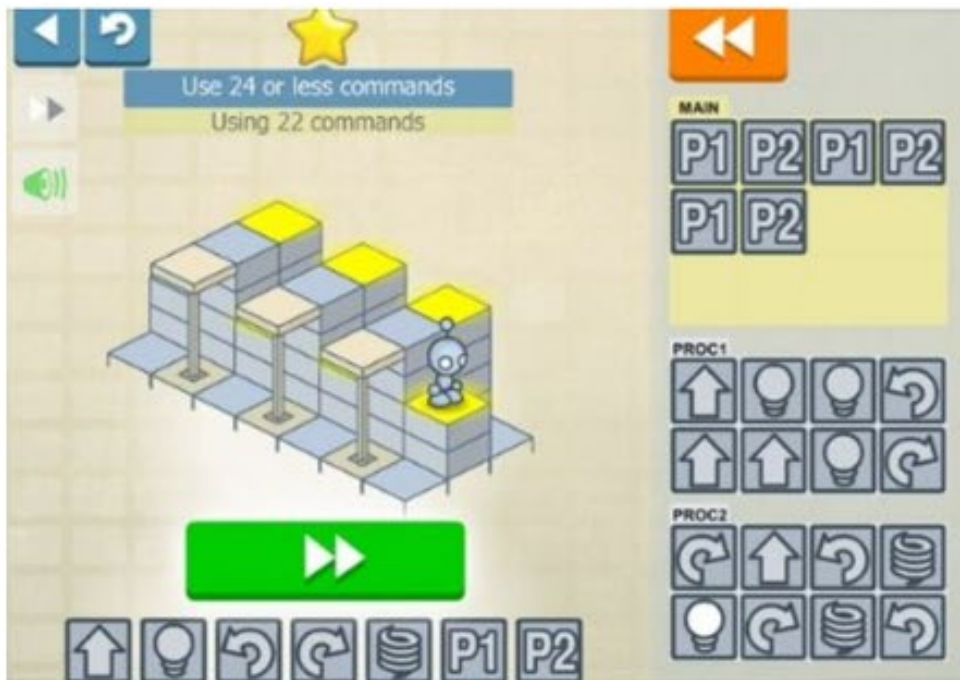 Use 24 or less commands
Using 22 commands
MAIN
P1 P2 P1 P2
P1 P2
PROC1
PROC2
P1 P2